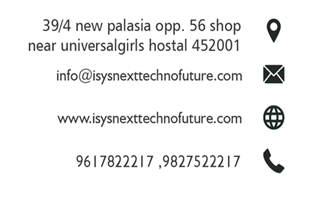 39/4 new palasia opp. 56 shop
near universalgirls hostal 452001
info@isysnexttechnofuture.com
www.isysnexttechnofuture.com
9617822217 ,9827522217